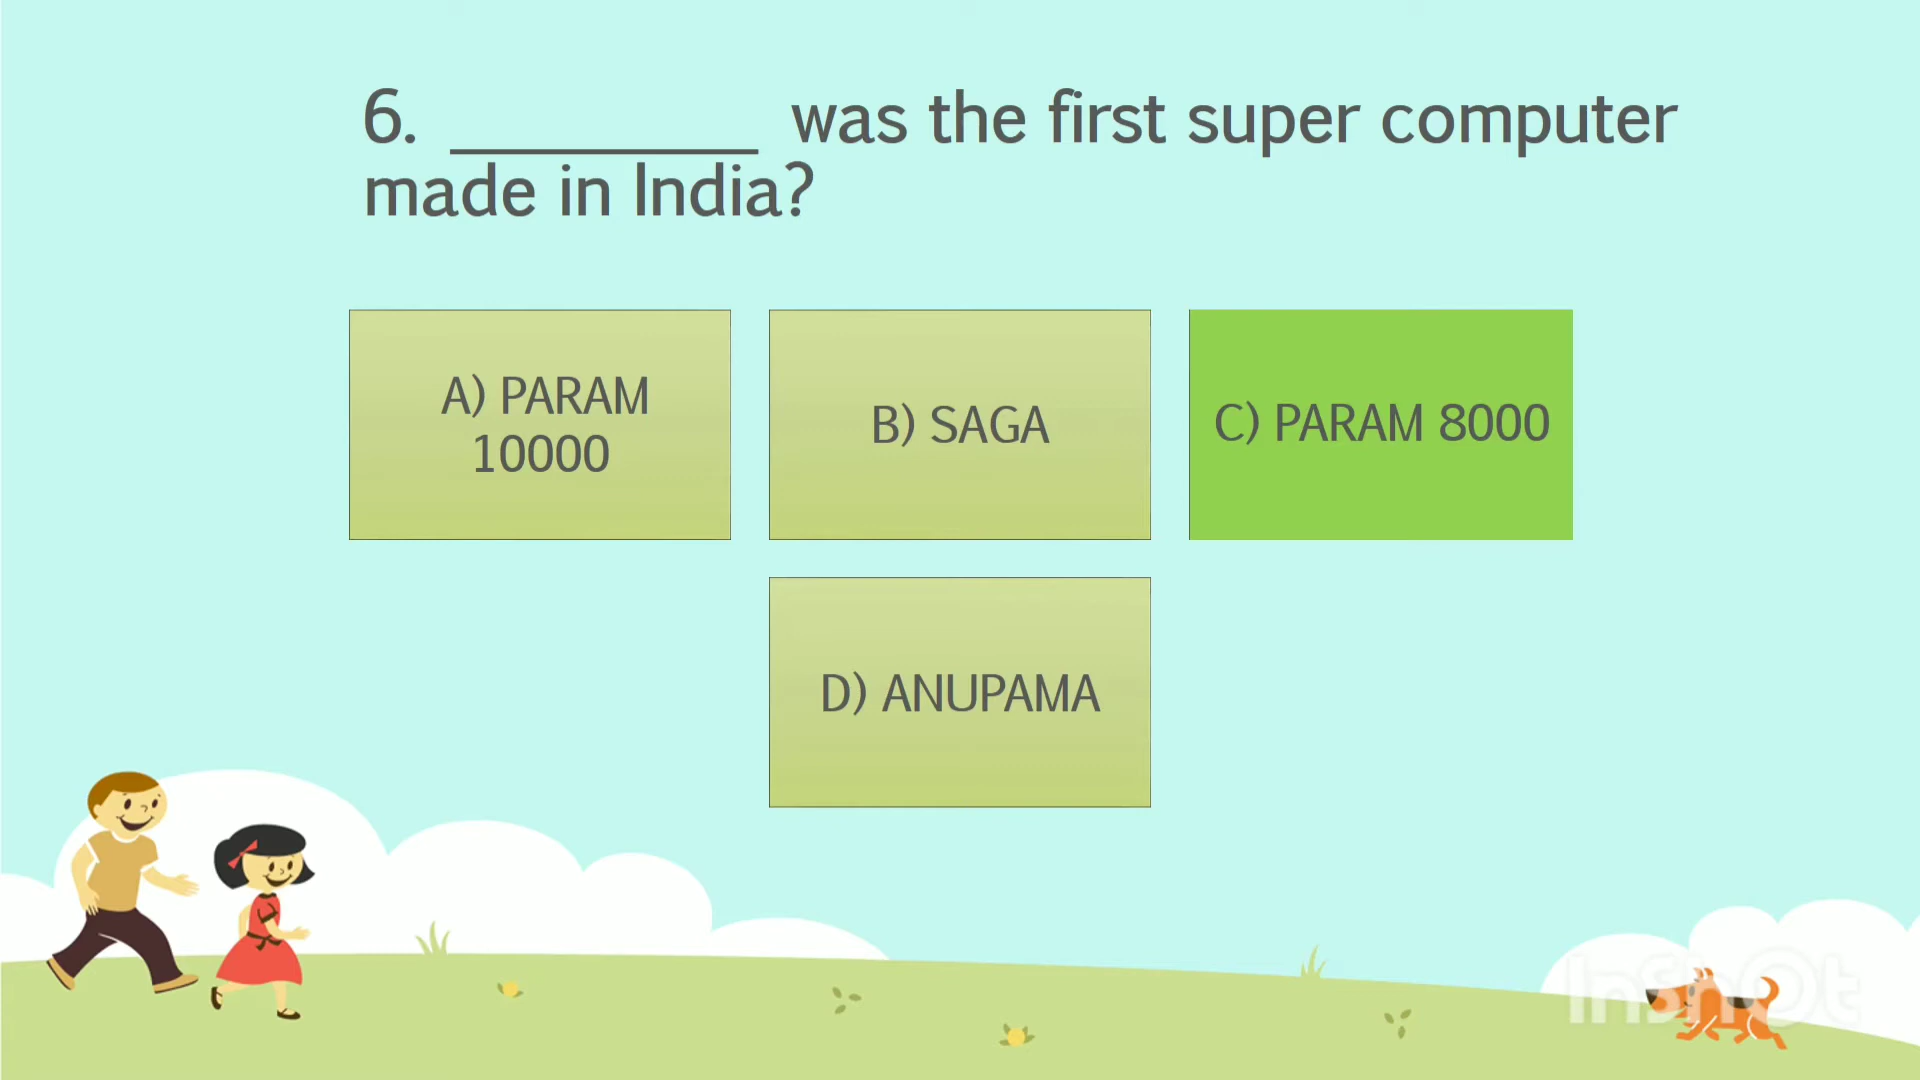 6. ________ was the first super computer
made in India?
A) PARAM
10000
B) SAGA
C) PARAM 8000
D) ANUPAMA
InShOt